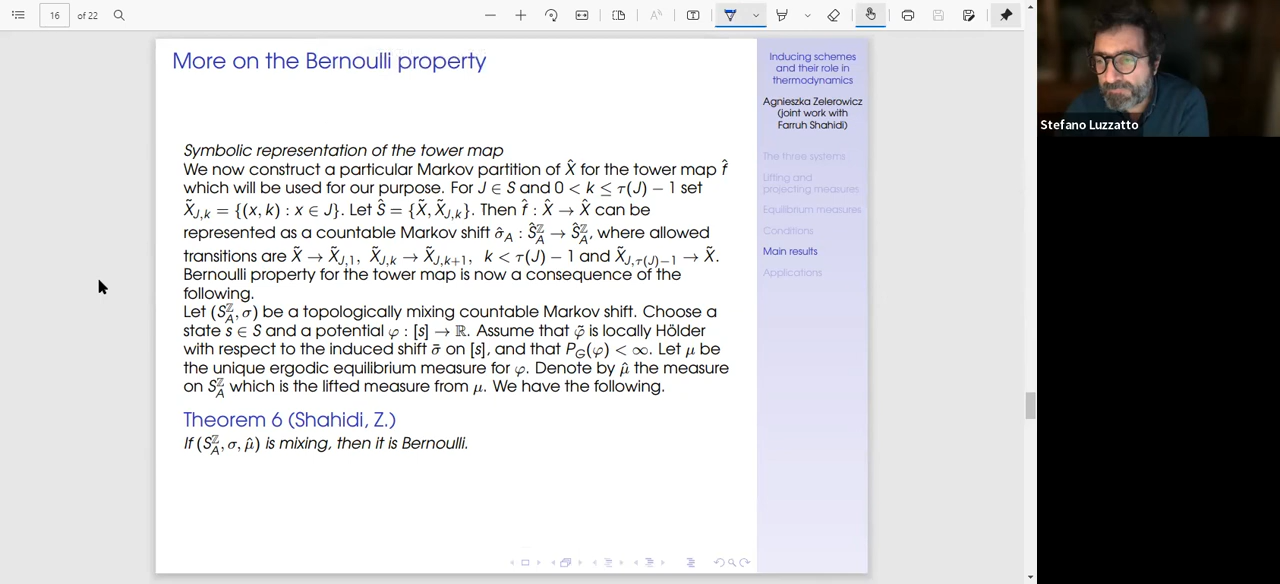 16 of 22
More on the Bernoulli property
Symbolic representation of the tower map
We now construct a particular Markov partition of X̂ for the tower map f̂
which will be used for our purpose. For J ∈ S and 0 < k ≤ τ(J) − 1 set
X̃_{J,k} = {(x, k) : x ∈ J}. Let Ŝ = {X̃, X̃_{J,k}}. Then f̂ : X̂ → X̂ can be
represented as a countable Markov shift σ̂_A : Ŝ_A^ℤ → Ŝ_A^ℤ, where allowed
transitions are X̃ → X̃_{J,1}, X̃_{J,k} → X̃_{J,k+1}, k < τ(J) − 1 and X̃_{J,τ(J)−1} → X̃.
Bernoulli property for the tower map is now a consequence of the
following.
Let (S_A^ℤ, σ) be a topologically mixing countable Markov shift. Choose a
state s ∈ S and a potential φ : [s] → ℝ. Assume that φ̃ is locally Hölder
with respect to the induced shift σ̄ on [s], and that P_G(φ) < ∞. Let μ be
the unique ergodic equilibrium measure for φ. Denote by μ̂ the measure
on S_A^ℤ which is the lifted measure from μ. We have the following.
Theorem 6 (Shahidi, Z.)
If (S_A^ℤ, σ, μ̂) is mixing, then it is Bernoulli.
Inducing schemes
and their role in
thermodynamics
Agnieszka Zelerowicz
(joint work with
Farruh Shahidi)
The three systems
Lifting and
projecting measures
Equilibrium measures
Conditions
Main results
Applications
Stefano Luzzatto